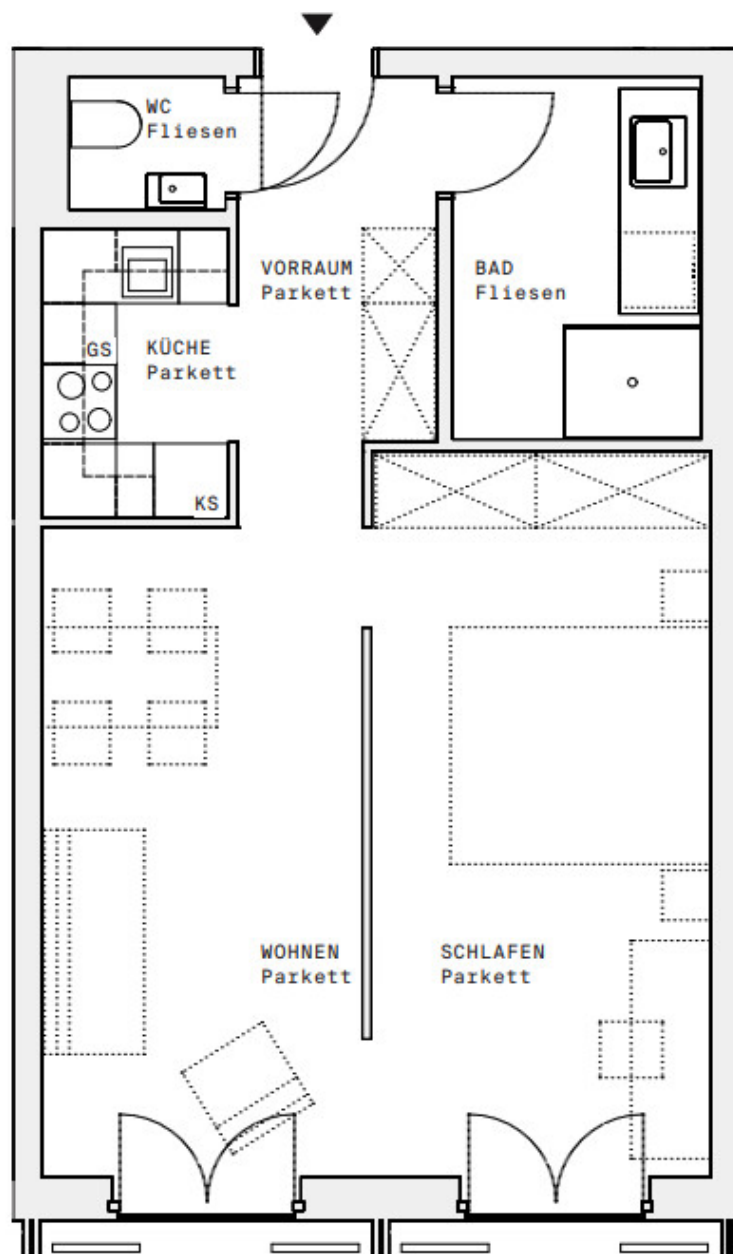 WC
Fliesen
VORRAUM
Parkett
BAD
Fliesen
GS
KÜCHE
Parkett
KS
WOHNEN
Parkett
SCHLAFEN
Parkett